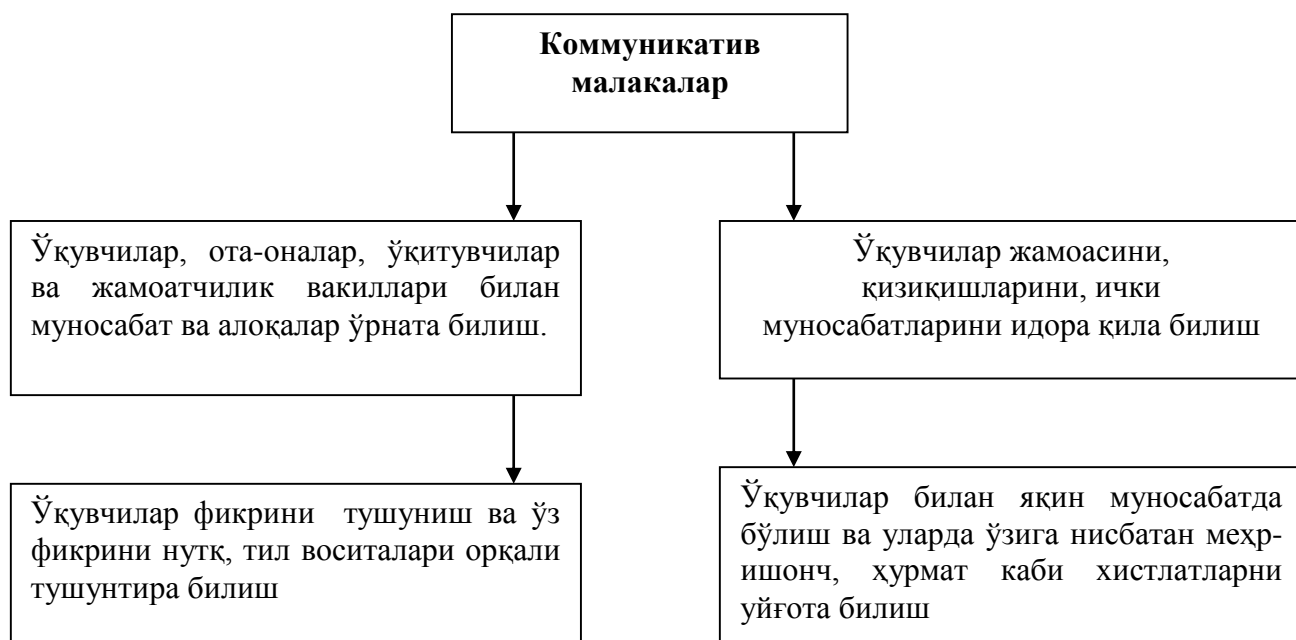 Коммуникатив
малакалар
Ўқувчилар, ота-оналар, ўқитувчилар
ва жамоатчилик вакиллари билан
муносабат ва алоқалар ўрната билиш.
Ўқувчилар жамоасини,
қизиқишларини, ички
муносабатларини идора қила билиш
Ўқувчилар фикрини тушуниш ва ўз
фикрини нутқ, тил воситалари орқали
тушунтира билиш
Ўқувчилар билан яқин муносабатда
бўлиш ва уларда ўзига нисбатан меҳр-
ишонч, ҳурмат каби хистлатларни
уйғота билиш